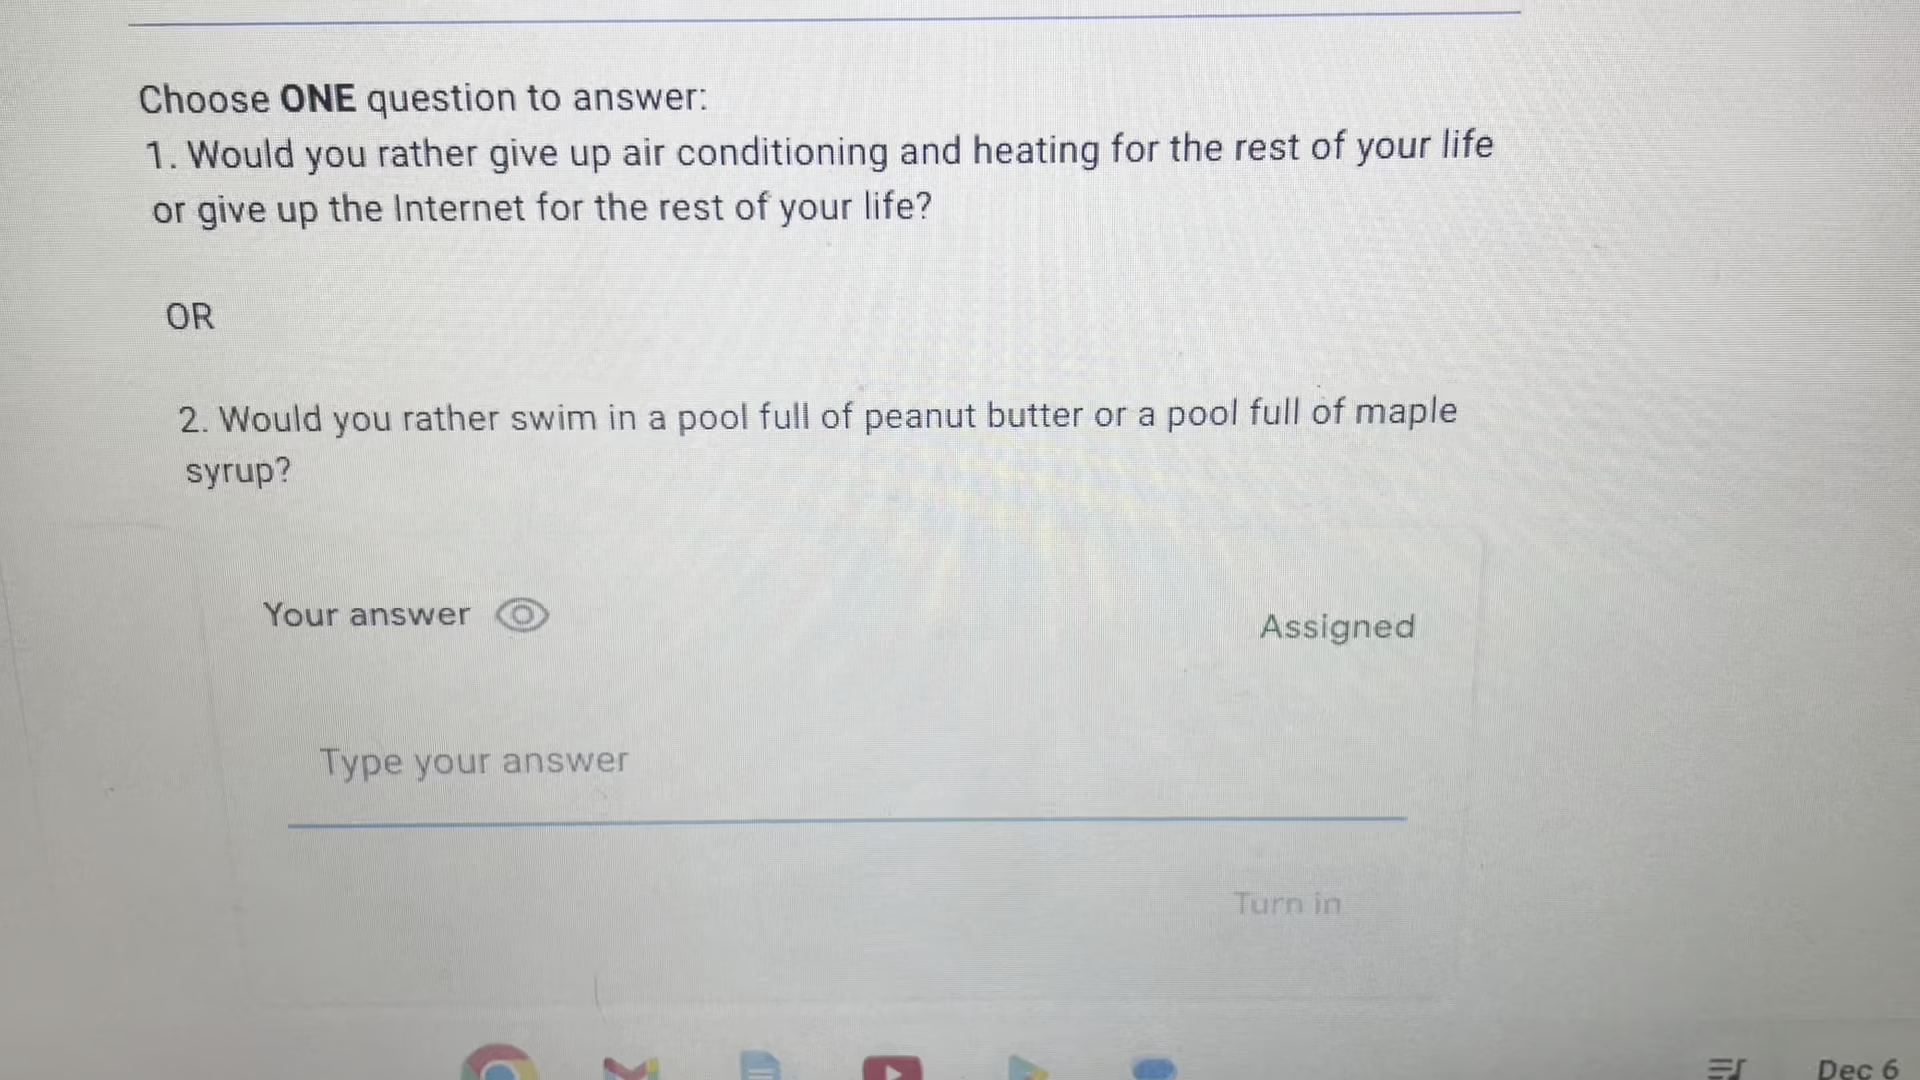 Choose ONE question to answer:
1. Would you rather give up air conditioning and heating for the rest of your life
or give up the Internet for the rest of your life?
OR
2. Would you rather swim in a pool full of peanut butter or a pool full of maple
syrup?
Your answer
Assigned
Type your answer
Turn in
Dec 6